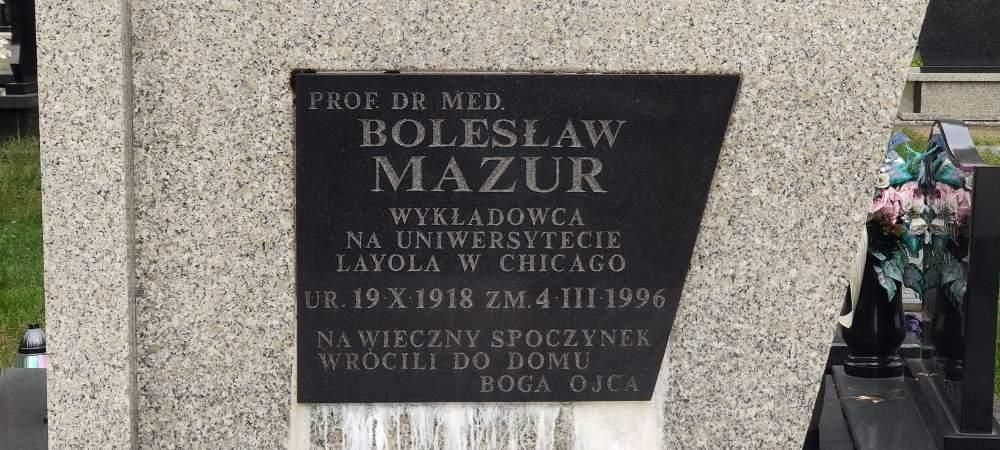 PROF. DR MED.
BOLESŁAW
MAZUR
WYKŁADOWCA
NA UNIWERSYTECIE
LAYOLA W CHICAGO
UR. 19·X·1918 ZM. 4·III·1996
NA WIECZNY SPOCZYNEK
WRÓCILI DO DOMU
BOGA OJCA